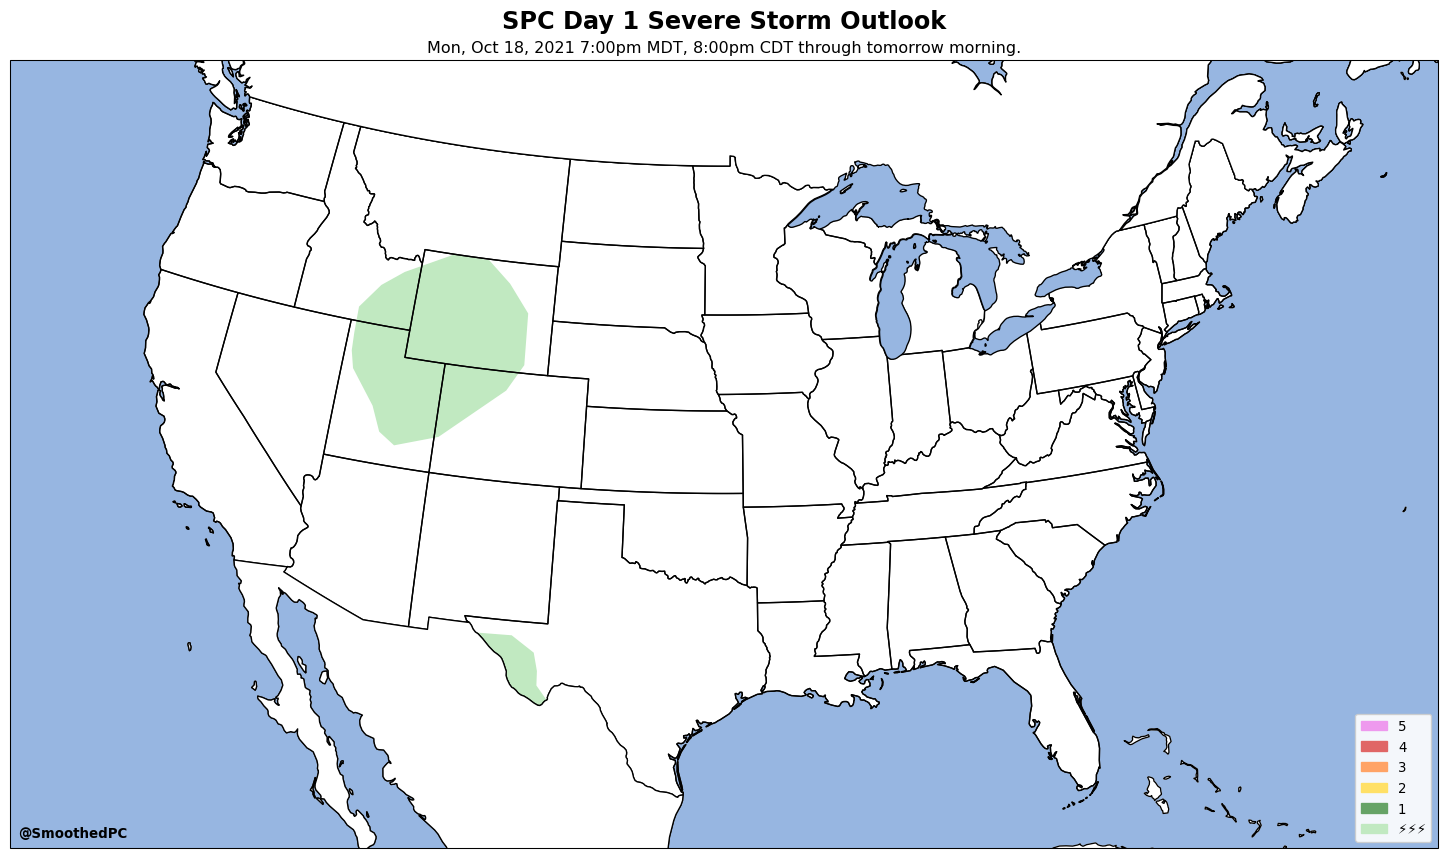 SPC Day 1 Severe Storm Outlook
Mon, Oct 18, 2021 7:00pm MDT, 8:00pm CDT through tomorrow morning.
5
4
3
2
1
⚡⚡⚡
@SmoothedPC